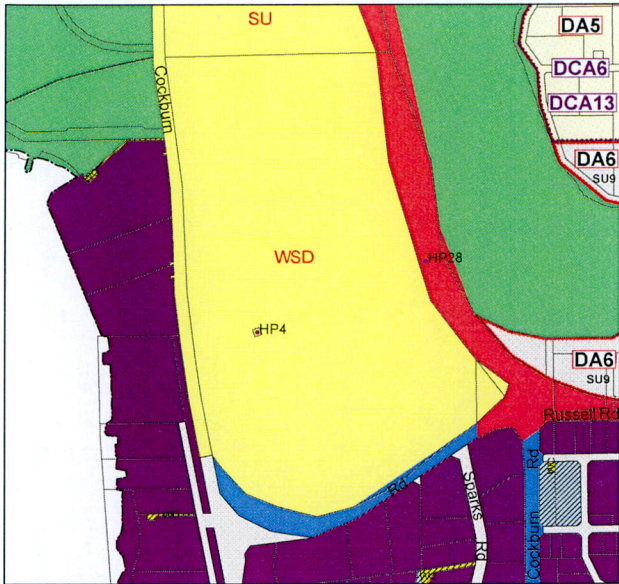 SU
DA5
DCA6
DCA13
DA6
SU9
Cockburn
WSD
HP28
HP4
DA6
SU9
Russell Rd
Rd
Sparks
Rd
Cockburn
Rd